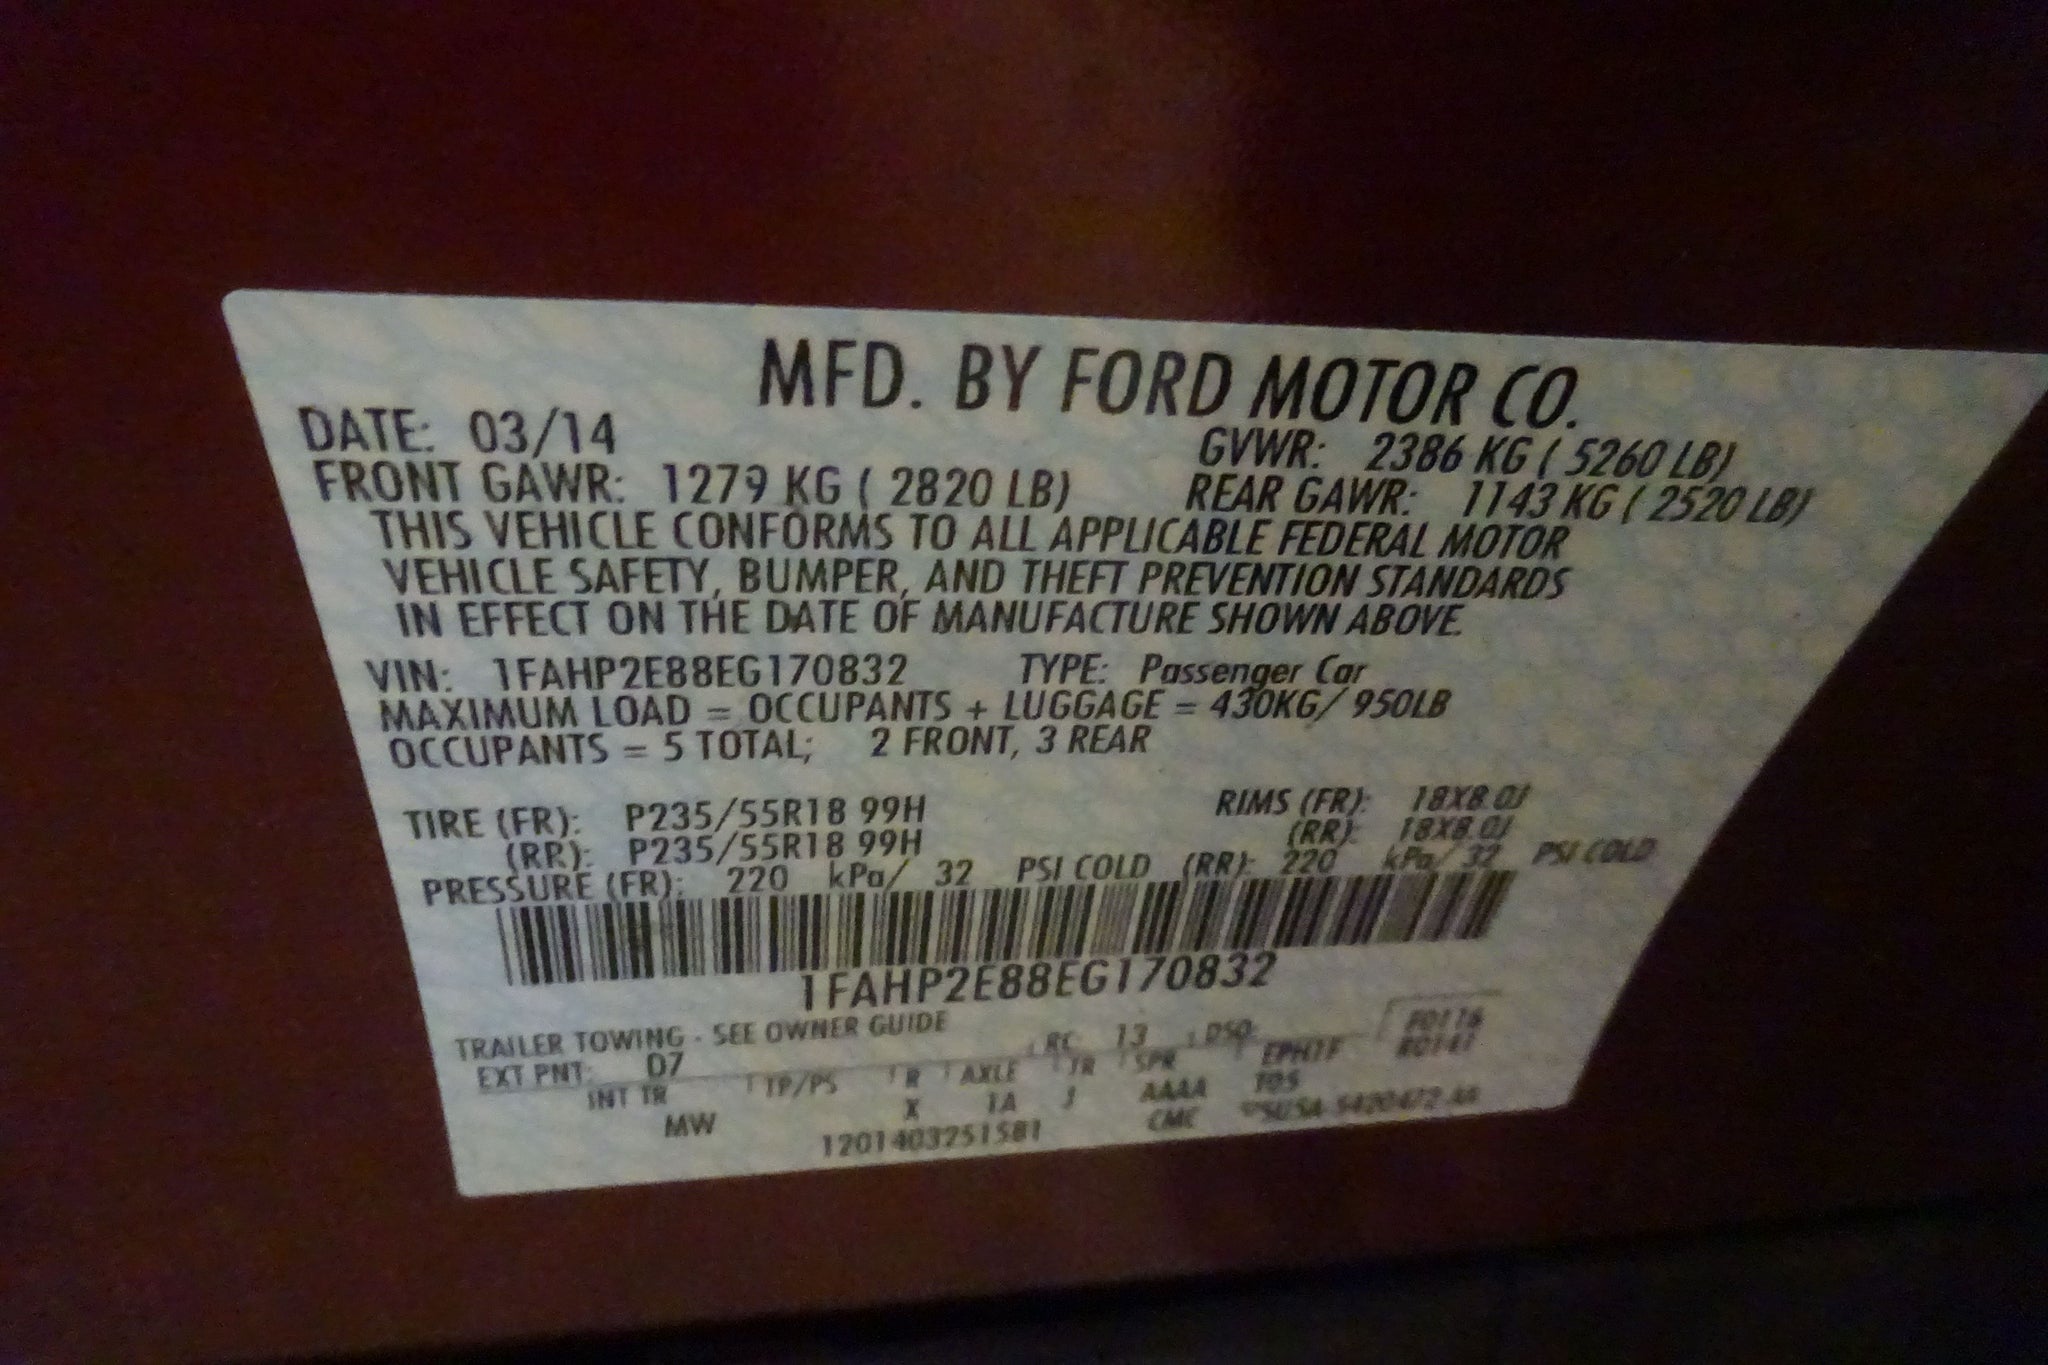 MFD. BY FORD MOTOR CO.
DATE: 03/14 GVWR: 2386 KG ( 5260 LB)
FRONT GAWR: 1279 KG ( 2820 LB) REAR GAWR: 1143 KG ( 2520 LB)
THIS VEHICLE CONFORMS TO ALL APPLICABLE FEDERAL MOTOR
VEHICLE SAFETY, BUMPER, AND THEFT PREVENTION STANDARDS
IN EFFECT ON THE DATE OF MANUFACTURE SHOWN ABOVE.
VIN: 1FAHP2E88EG170832 TYPE: Passenger Car
MAXIMUM LOAD = OCCUPANTS + LUGGAGE = 430KG/ 950LB
OCCUPANTS = 5 TOTAL; 2 FRONT, 3 REAR
TIRE (FR): P235/55R18 99H RIMS (FR): 18X8.0J
(RR): P235/55R18 99H (RR): 18X8.0J
PRESSURE (FR): 220 kPa/ 32 PSI COLD (RR): 220 kPa/ 32 PSI COLD
1FAHP2E88EG170832
TRAILER TOWING - SEE OWNER GUIDE
EXT PNT: D7 RC: 13 DSO:
INT TR TP/PS R AXLE TR SPR
MW X 1A J AAAA
1201403251581 CMC